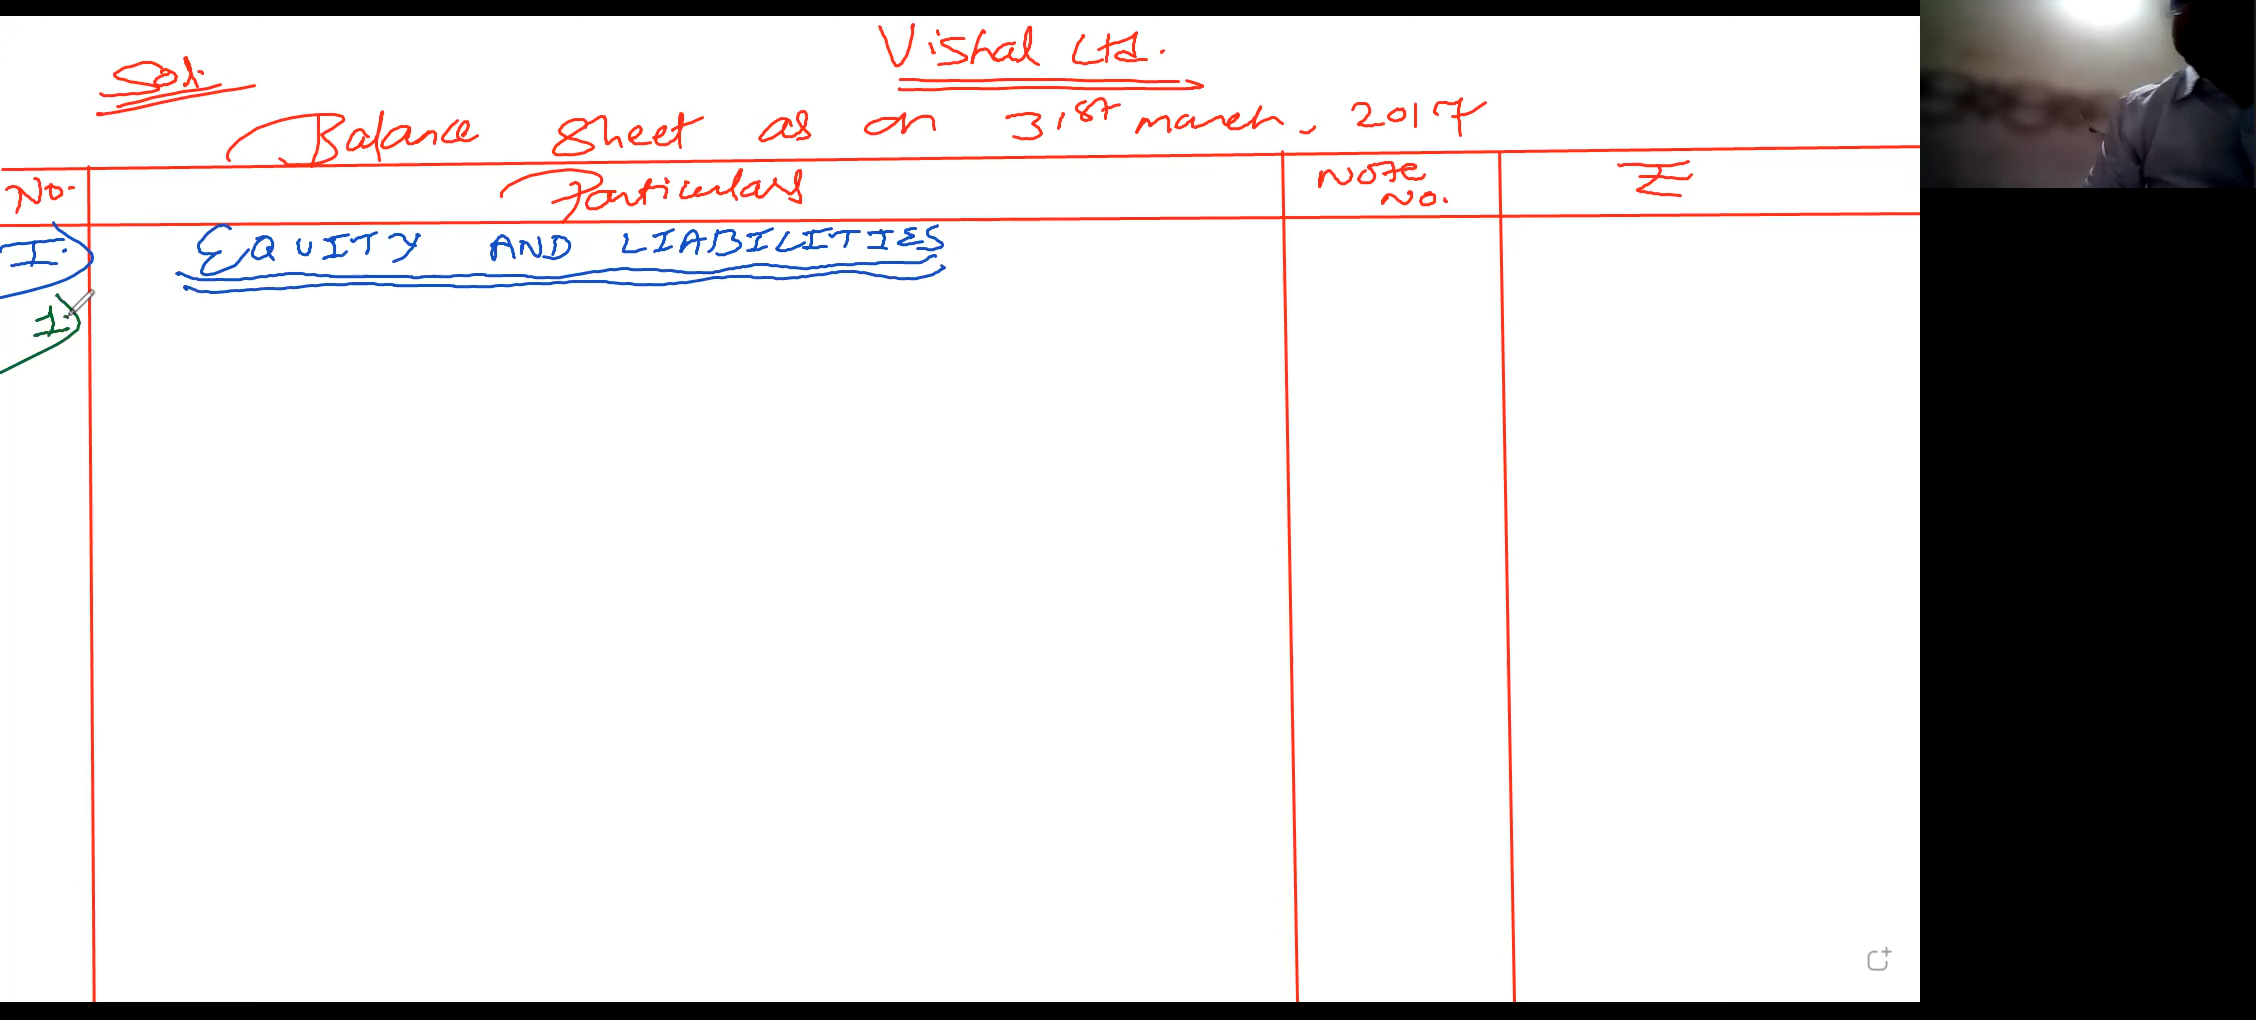 Vishal Ltd.
Sol.
Balance Sheet as on 31st march, 2017
No. Particulars Note No. ₹
I. EQUITY AND LIABILITIES
1.